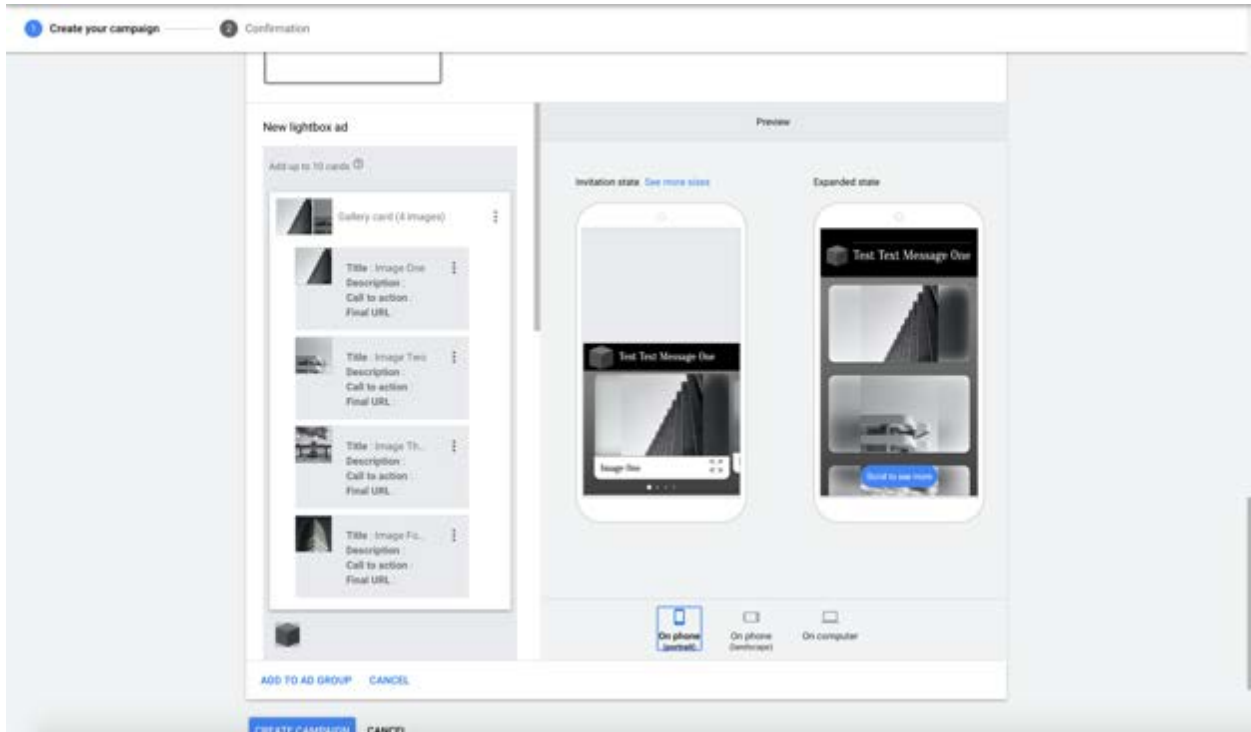 1 Create your campaign
2 Confirmation
New lightbox ad
Add up to 10 cards
Gallery card (4 images)
Title : Image One
Description :
Call to action :
Final URL :
Title : Image Two
Description :
Call to action :
Final URL :
Title : Image Th...
Description :
Call to action :
Final URL :
Title : Image Fo...
Description :
Call to action :
Final URL :
Preview
Invitation state See more sizes
Expanded state
Test Text Message One
Image One
Test Text Message One
Scroll to see more
On phone
(portrait)
On phone
(landscape)
On computer
ADD TO AD GROUP CANCEL
CREATE CAMPAIGN CANCEL